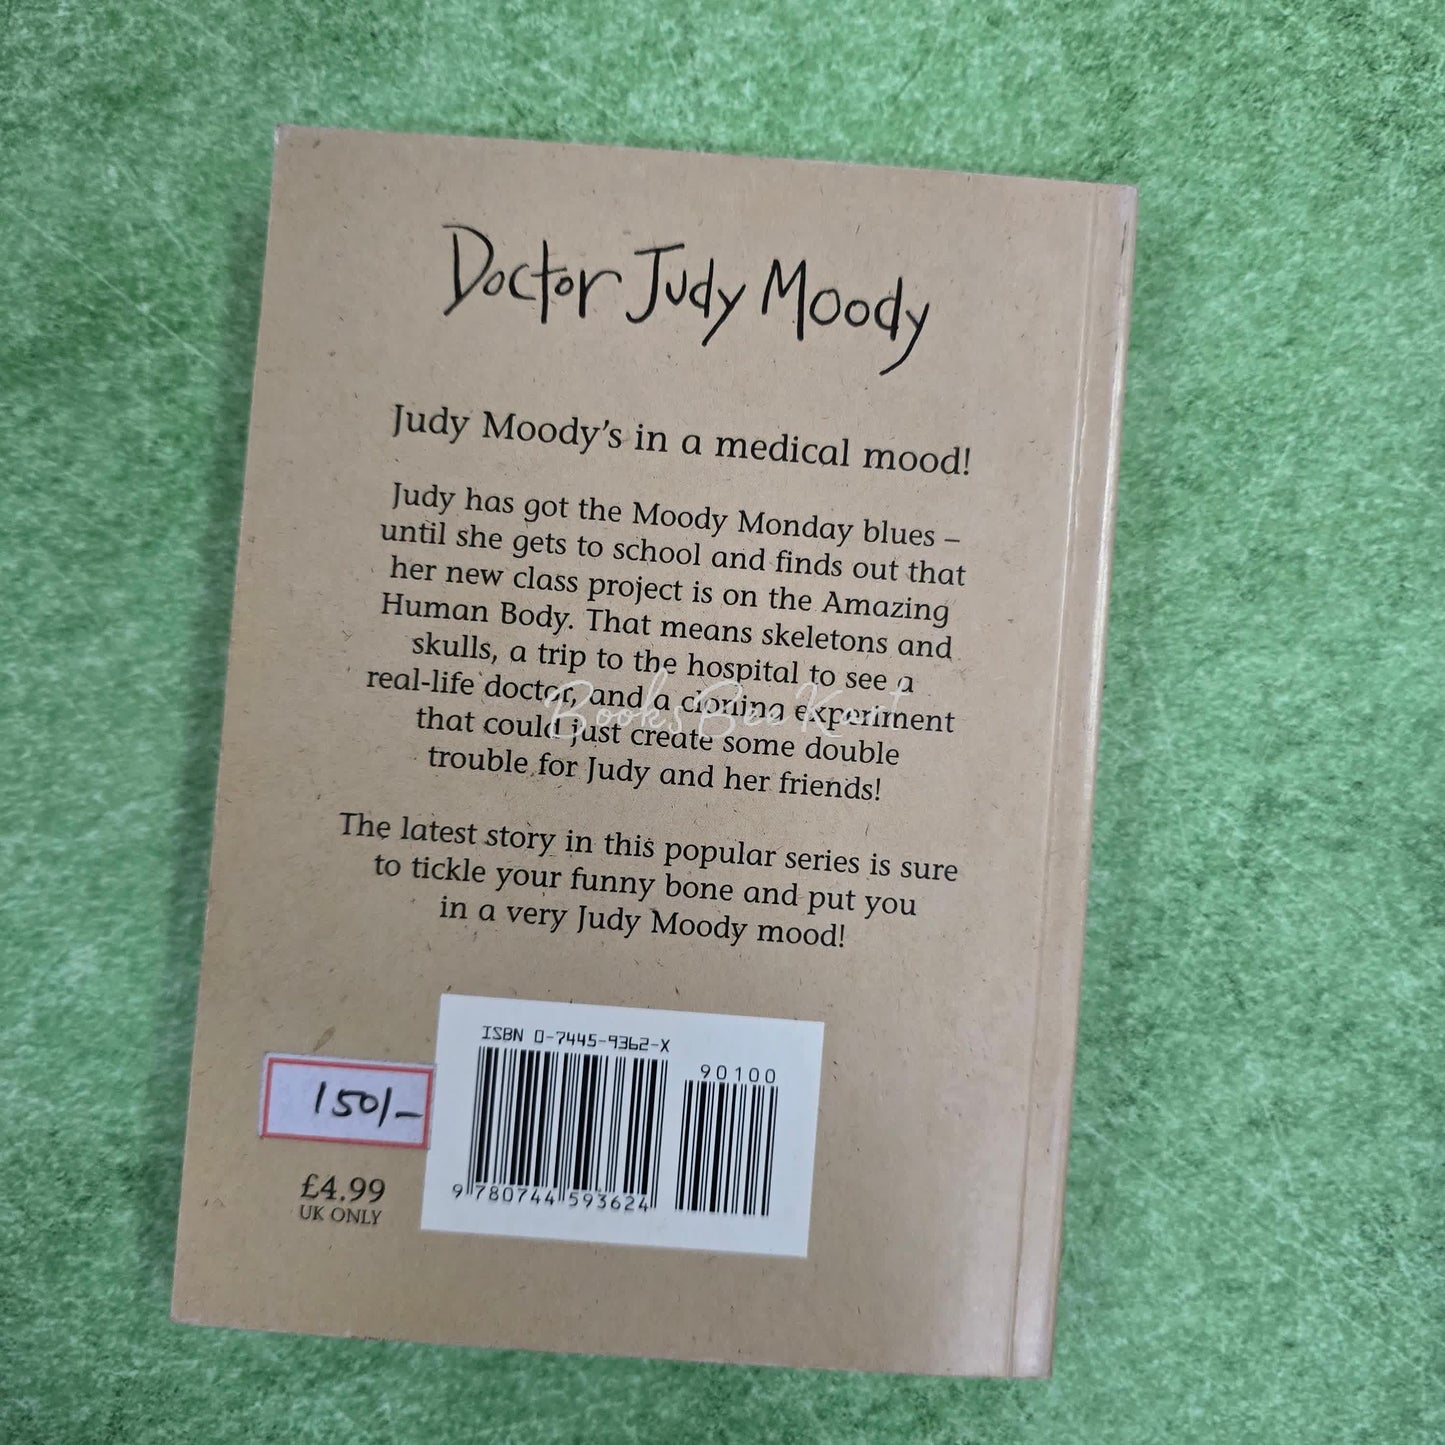 Doctor Judy Moody
Judy Moody's in a medical mood!
Judy has got the Moody Monday blues –
until she gets to school and finds out that
her new class project is on the Amazing
Human Body. That means skeletons and
skulls, a trip to the hospital to see a
real-life doctor, and a cloning experiment
that could just create some double
trouble for Judy and her friends!
BooksBeeKart
The latest story in this popular series is sure
to tickle your funny bone and put you
in a very Judy Moody mood!
ISBN 0-7445-9362-X
90100
150/-
9 780744 593624
£4.99
UK ONLY